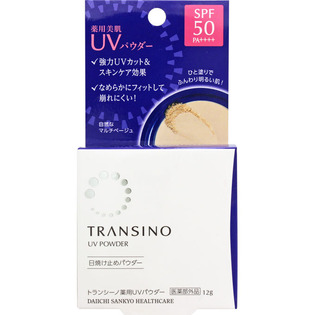 薬用美肌
UVパウダー
✓強力UVカット&
スキンケア効果
✓なめらかにフィットして
崩れにくい!
自然な
マルチベージュ
SPF
50
PA++++
ひと塗りで
ふんわり明るい肌!
TRANSINO
UV POWDER
日焼け止めパウダー
トランシーノ薬用UVパウダー 医薬部外品 12g
DAIICHI SANKYO HEALTHCARE